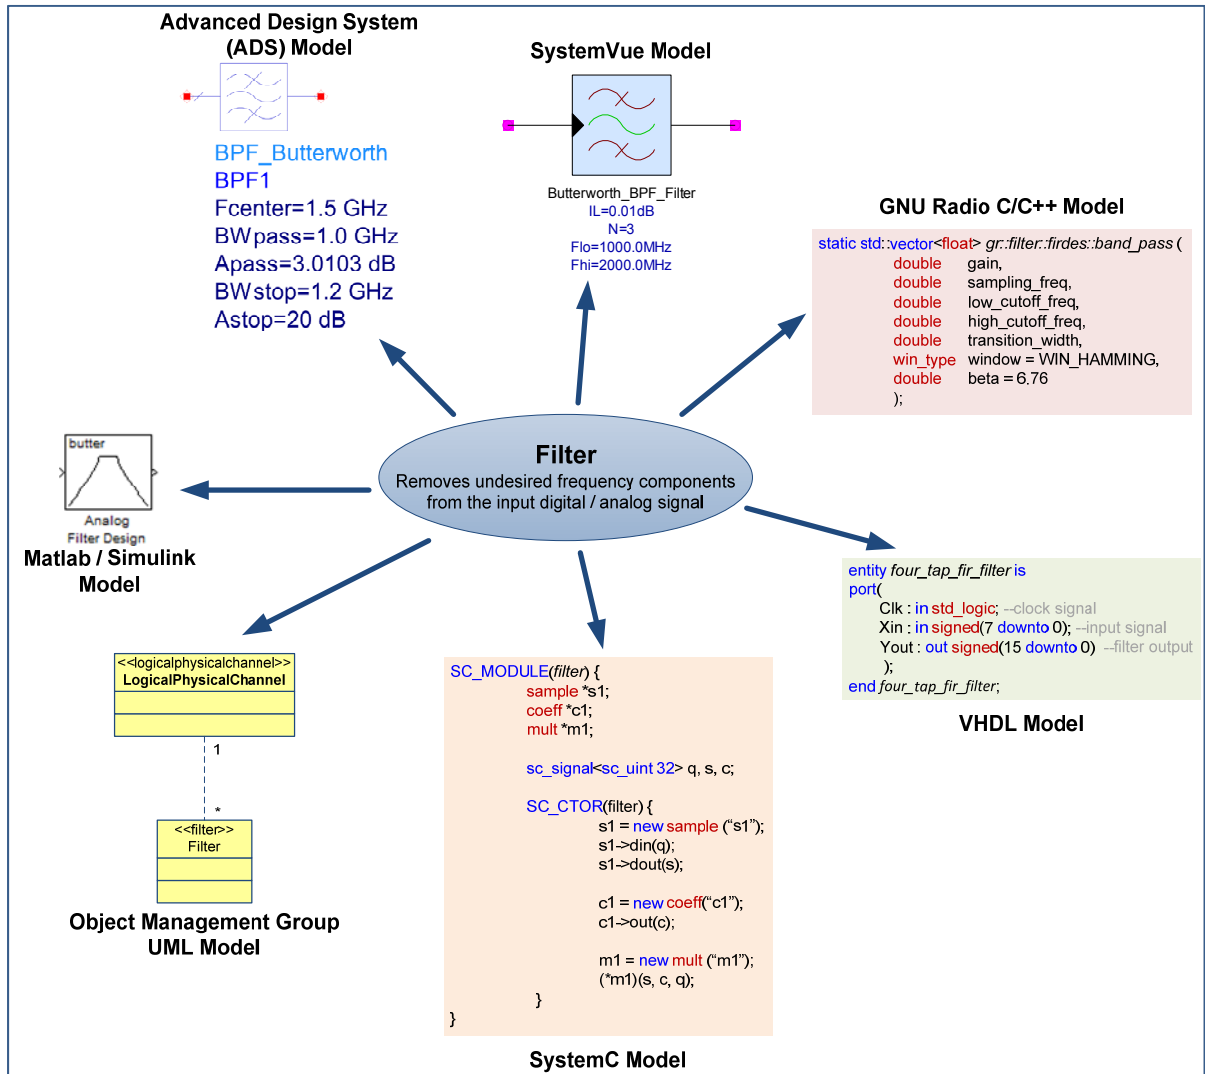 Advanced Design System
(ADS) Model
BPF_Butterworth
BPF1
Fcenter=1.5 GHz
BWpass=1.0 GHz
Apass=3.0103 dB
BWstop=1.2 GHz
Astop=20 dB
SystemVue Model
Butterworth_BPF_Filter
IL=0.01dB
N=3
Flo=1000.0MHz
Fhi=2000.0MHz
GNU Radio C/C++ Model
static std::vector<float> gr::filter::firdes::band_pass (
double gain,
double sampling_freq,
double low_cutoff_freq,
double high_cutoff_freq,
double transition_width,
win_type window = WIN_HAMMING,
double beta = 6.76
);
Filter
Removes undesired frequency components
from the input digital / analog signal
butter
Analog
Filter Design
Matlab / Simulink
Model
entity four_tap_fir_filter is
port(
Clk : in std_logic; --clock signal
Xin : in signed(7 downto 0); --input signal
Yout : out signed(15 downto 0) --filter output
);
end four_tap_fir_filter;
VHDL Model
<<logicalphysicalchannel>>
LogicalPhysicalChannel
1
*
<<filter>>
Filter
Object Management Group
UML Model
SC_MODULE(filter) {
sample *s1;
coeff *c1;
mult *m1;
sc_signal<sc_uint 32> q, s, c;
SC_CTOR(filter) {
s1 = new sample (“s1”);
s1->din(q);
s1->dout(s);
c1 = new coeff(“c1”);
c1->out(c);
m1 = new mult (“m1”);
(*m1)(s, c, q);
}
}
SystemC Model